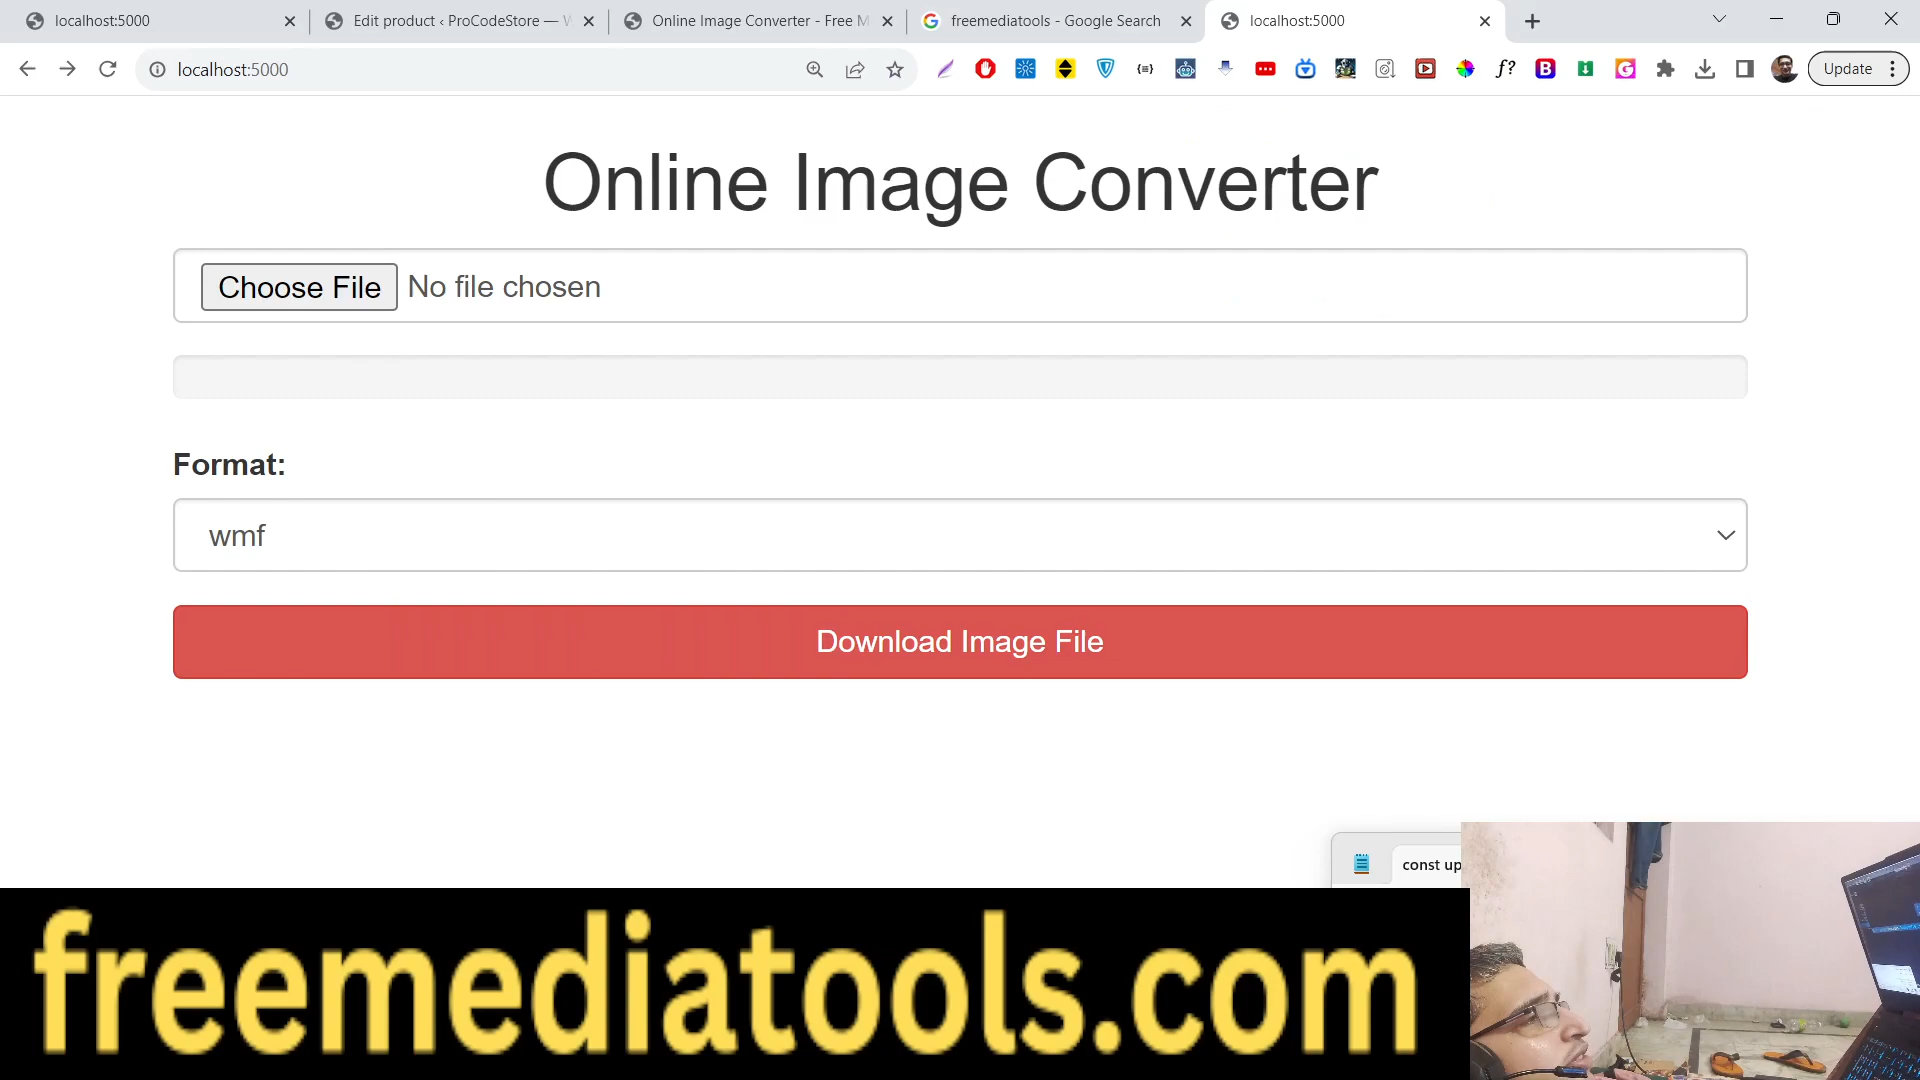 localhost:5000
Edit product ‹ ProCodeStore — W
Online Image Converter - Free M
freemediatools - Google Search
localhost:5000
localhost:5000
Update
Online Image Converter
Choose File No file chosen
Format:
wmf
Download Image File
const up
freemediatools.com